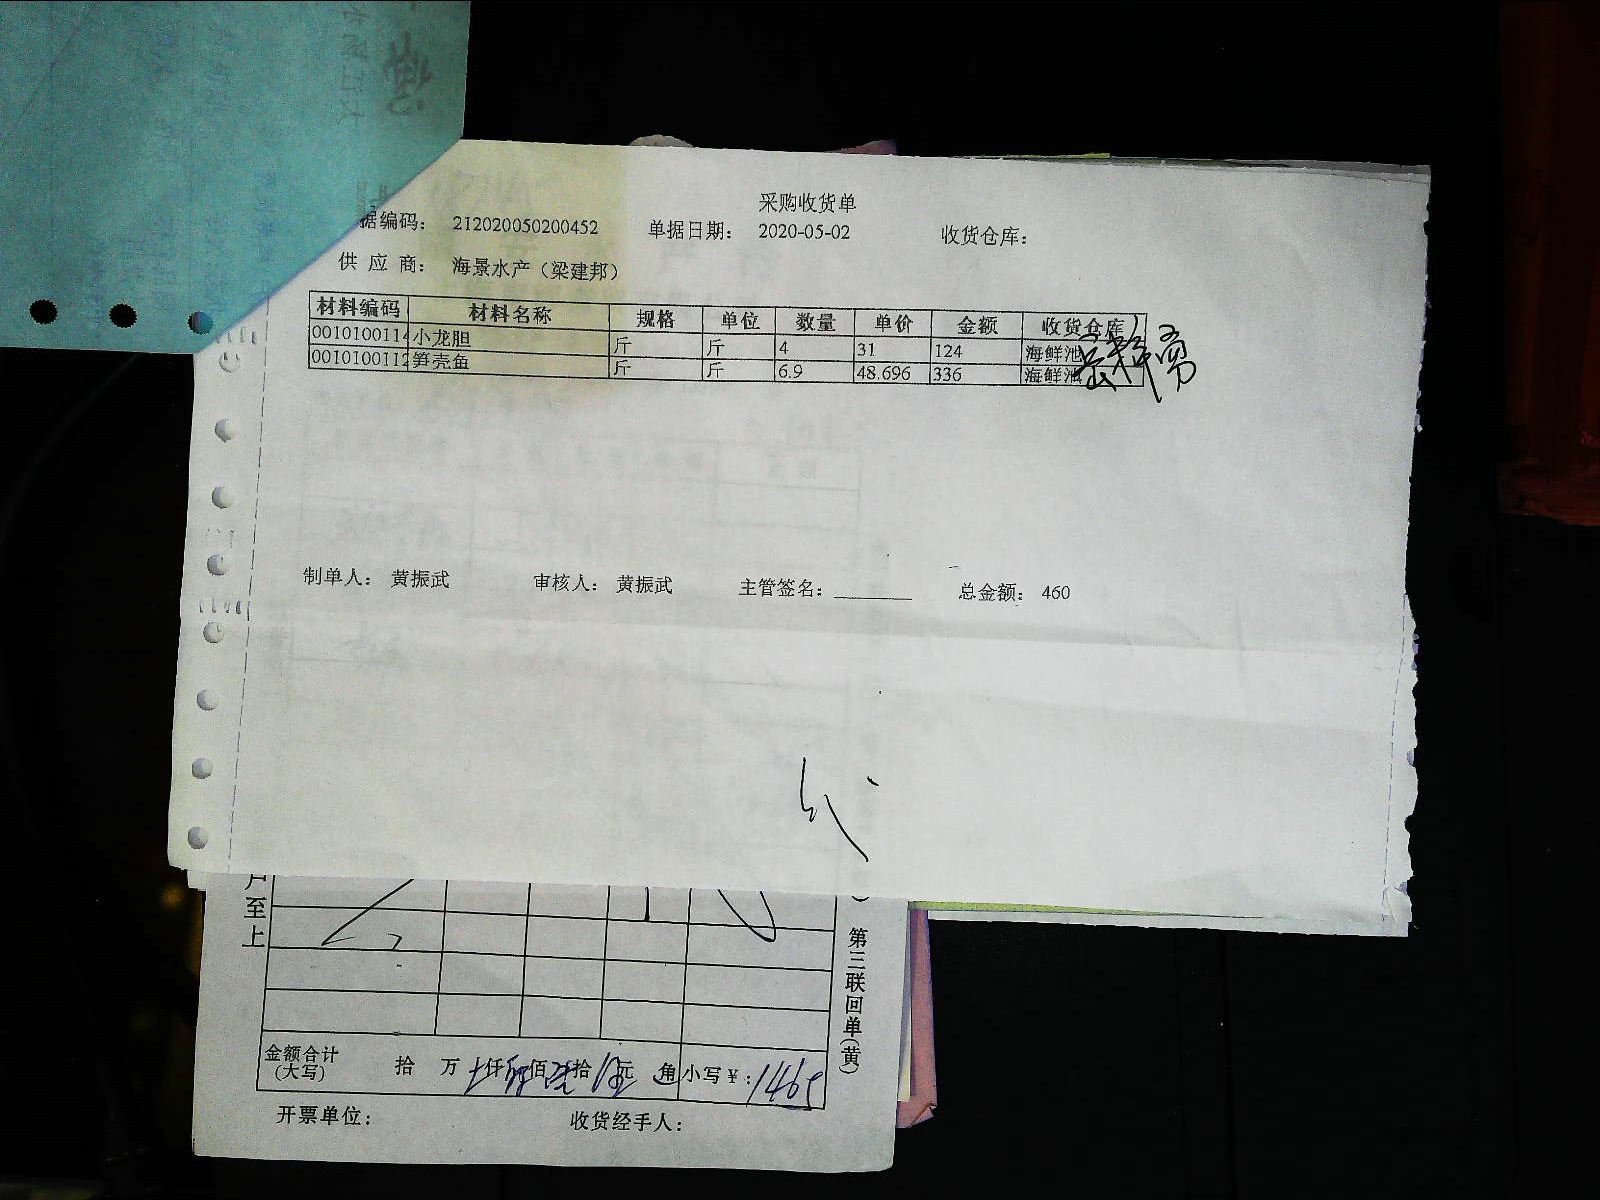 采购收货单
据编码： 212020050200452 单据日期： 2020-05-02 收货仓库：
供 应 商： 海景水产（梁建邦）
材料编码 材料名称 规格 单位 数量 单价 金额 收货仓库
0010100114 小龙胆 斤 斤 4 31 124 海鲜池
0010100112 笋壳鱼 斤 斤 6.9 48.696 336 海鲜池
制单人： 黄振武 审核人： 黄振武 主管签名： 总金额： 460
户至上
第三联回单(黄)
金额合计 拾 万 仟 佰 拾 元 角 小写￥：1465
(大写)
开票单位： 收货经手人：